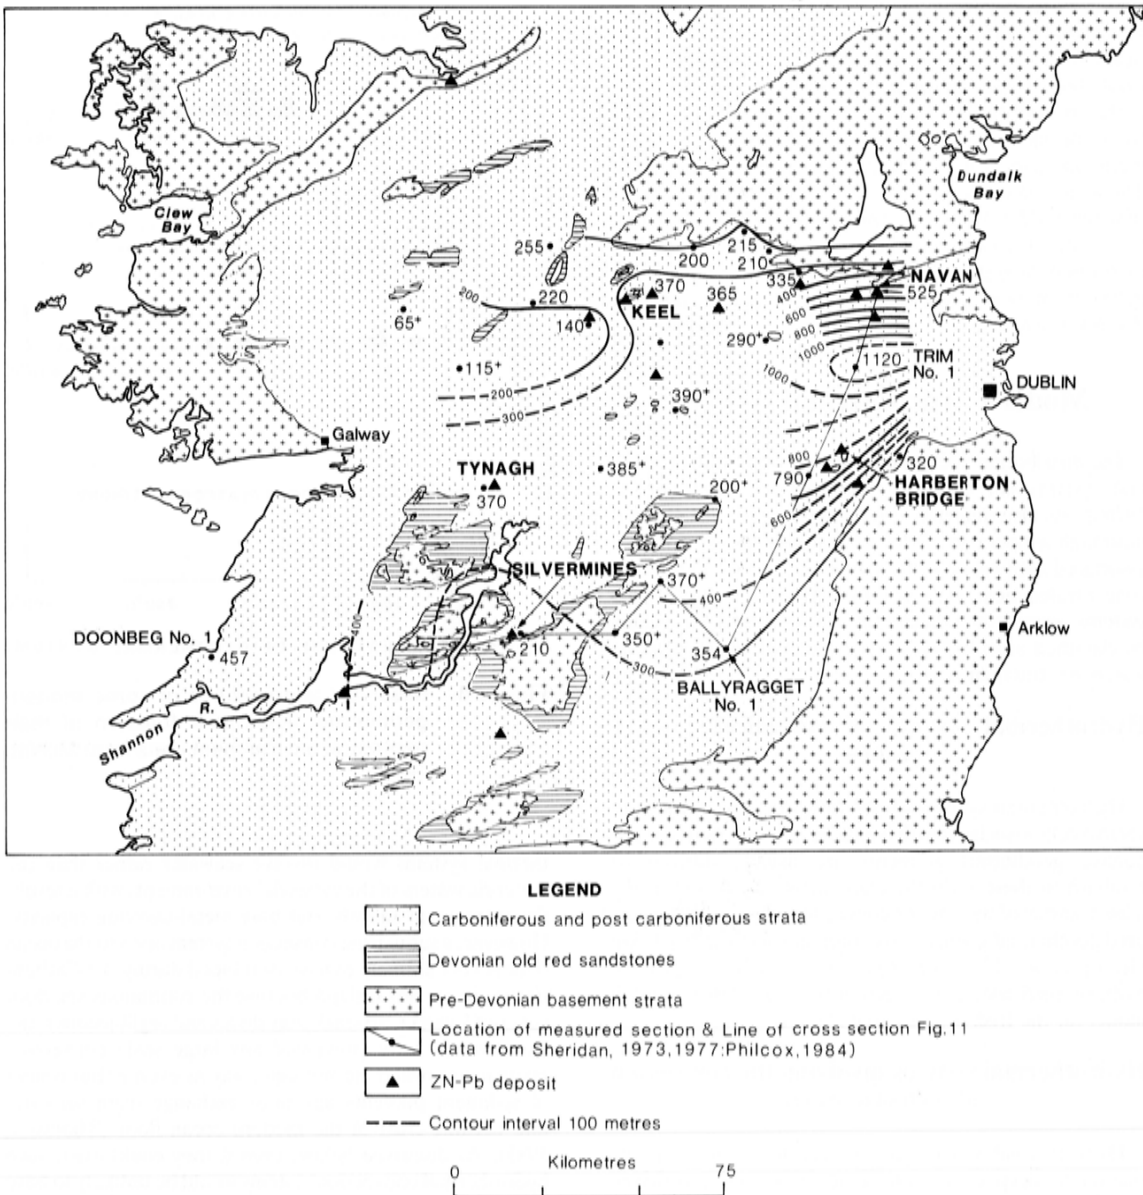 Dundalk
Bay
Clew
Bay
255
200
215
210
335
NAVAN
525
370
KEEL
365
400
600
800
1000
200
220
140
65+
115+
290+
1120
TRIM
No. 1
1000
DUBLIN
200
300
390+
Galway
TYNAGH
370
385+
200+
800
790
600
320
HARBERTON
BRIDGE
SILVERMINES
370+
400
400
DOONBEG No. 1
457
210
350+
354
300
Arklow
BALLYRAGGET
No. 1
Shannon R.
LEGEND
Carboniferous and post carboniferous strata
Devonian old red sandstones
Pre-Devonian basement strata
Location of measured section & Line of cross section Fig.11
(data from Sheridan, 1973,1977:Philcox,1984)
ZN-Pb deposit
Contour interval 100 metres
Kilometres
0 75